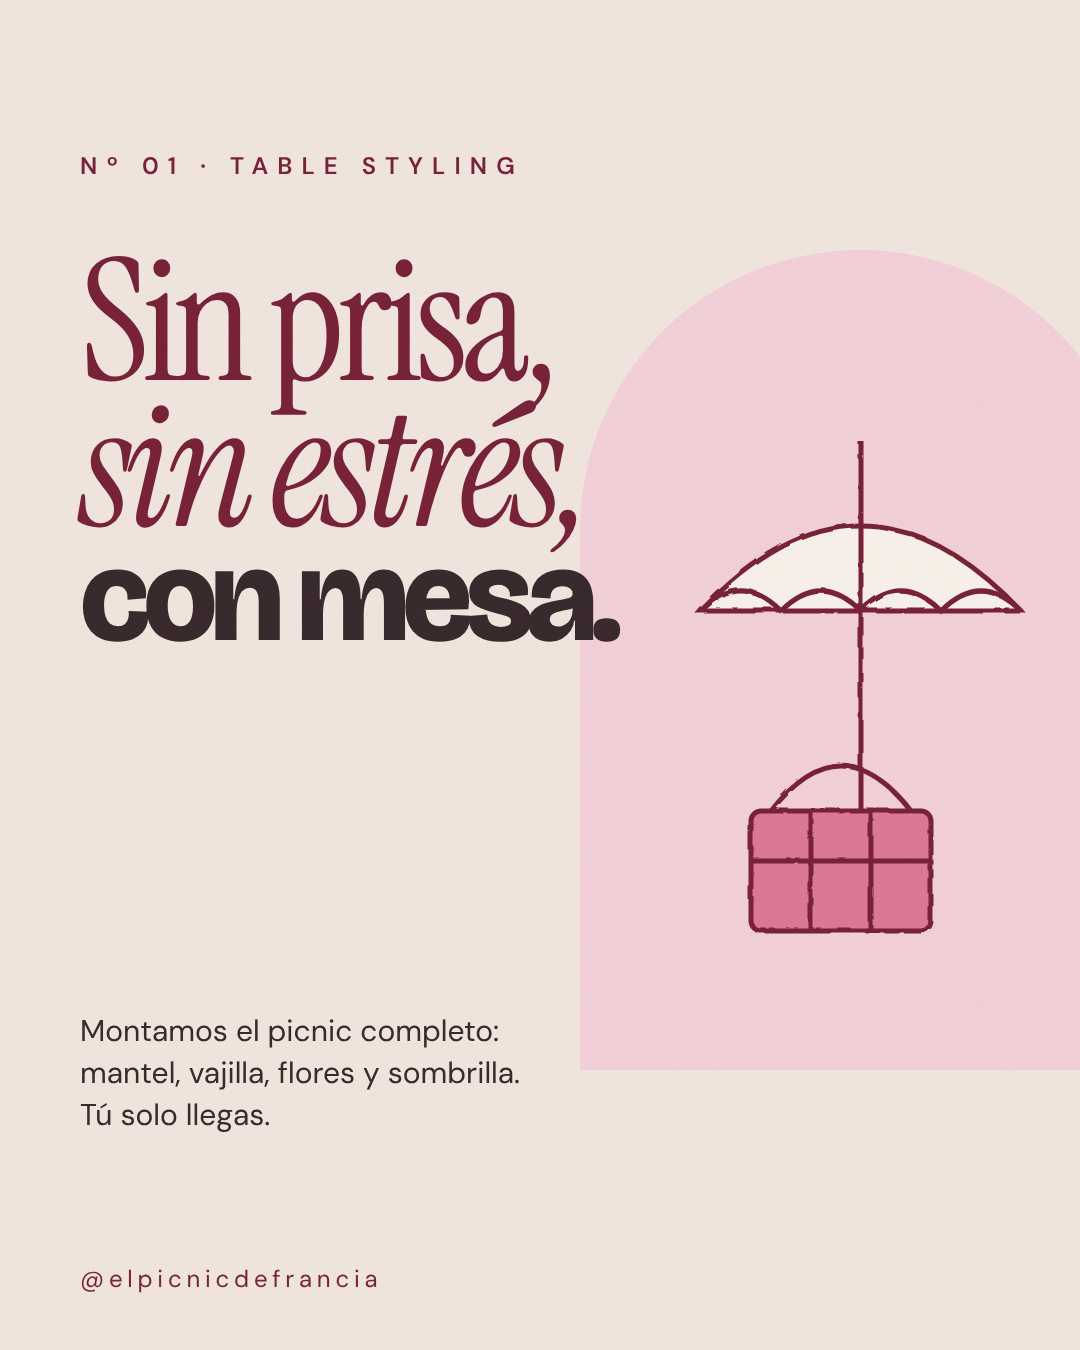 Nº 01 · TABLE STYLING
Sin prisa,
sin estrés,
con mesa.
Montamos el picnic completo:
mantel, vajilla, flores y sombrilla.
Tú solo llegas.
@elpicnicdefrancia